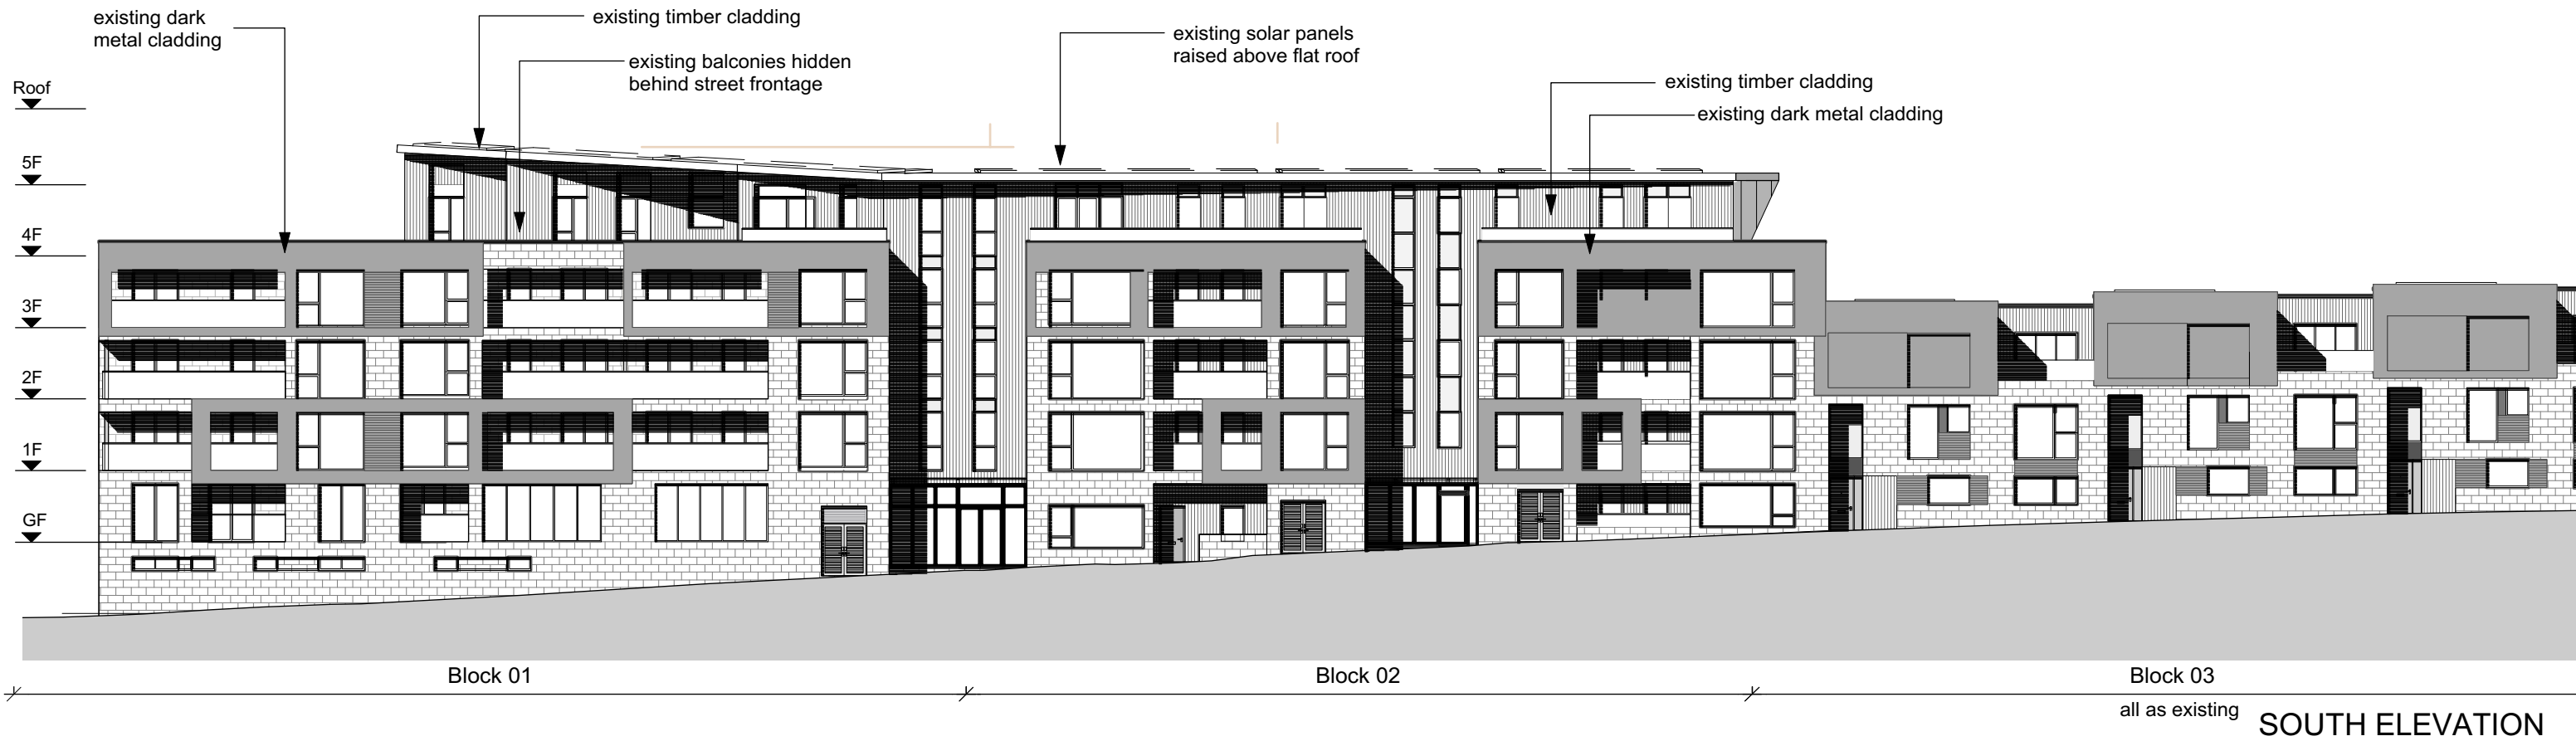 existing dark
metal cladding
existing timber cladding
existing balconies hidden
behind street frontage
existing solar panels
raised above flat roof
existing timber cladding
existing dark metal cladding
Roof
5F
4F
3F
2F
1F
GF
Block 01
Block 02
Block 03
all as existing
SOUTH ELEVATION